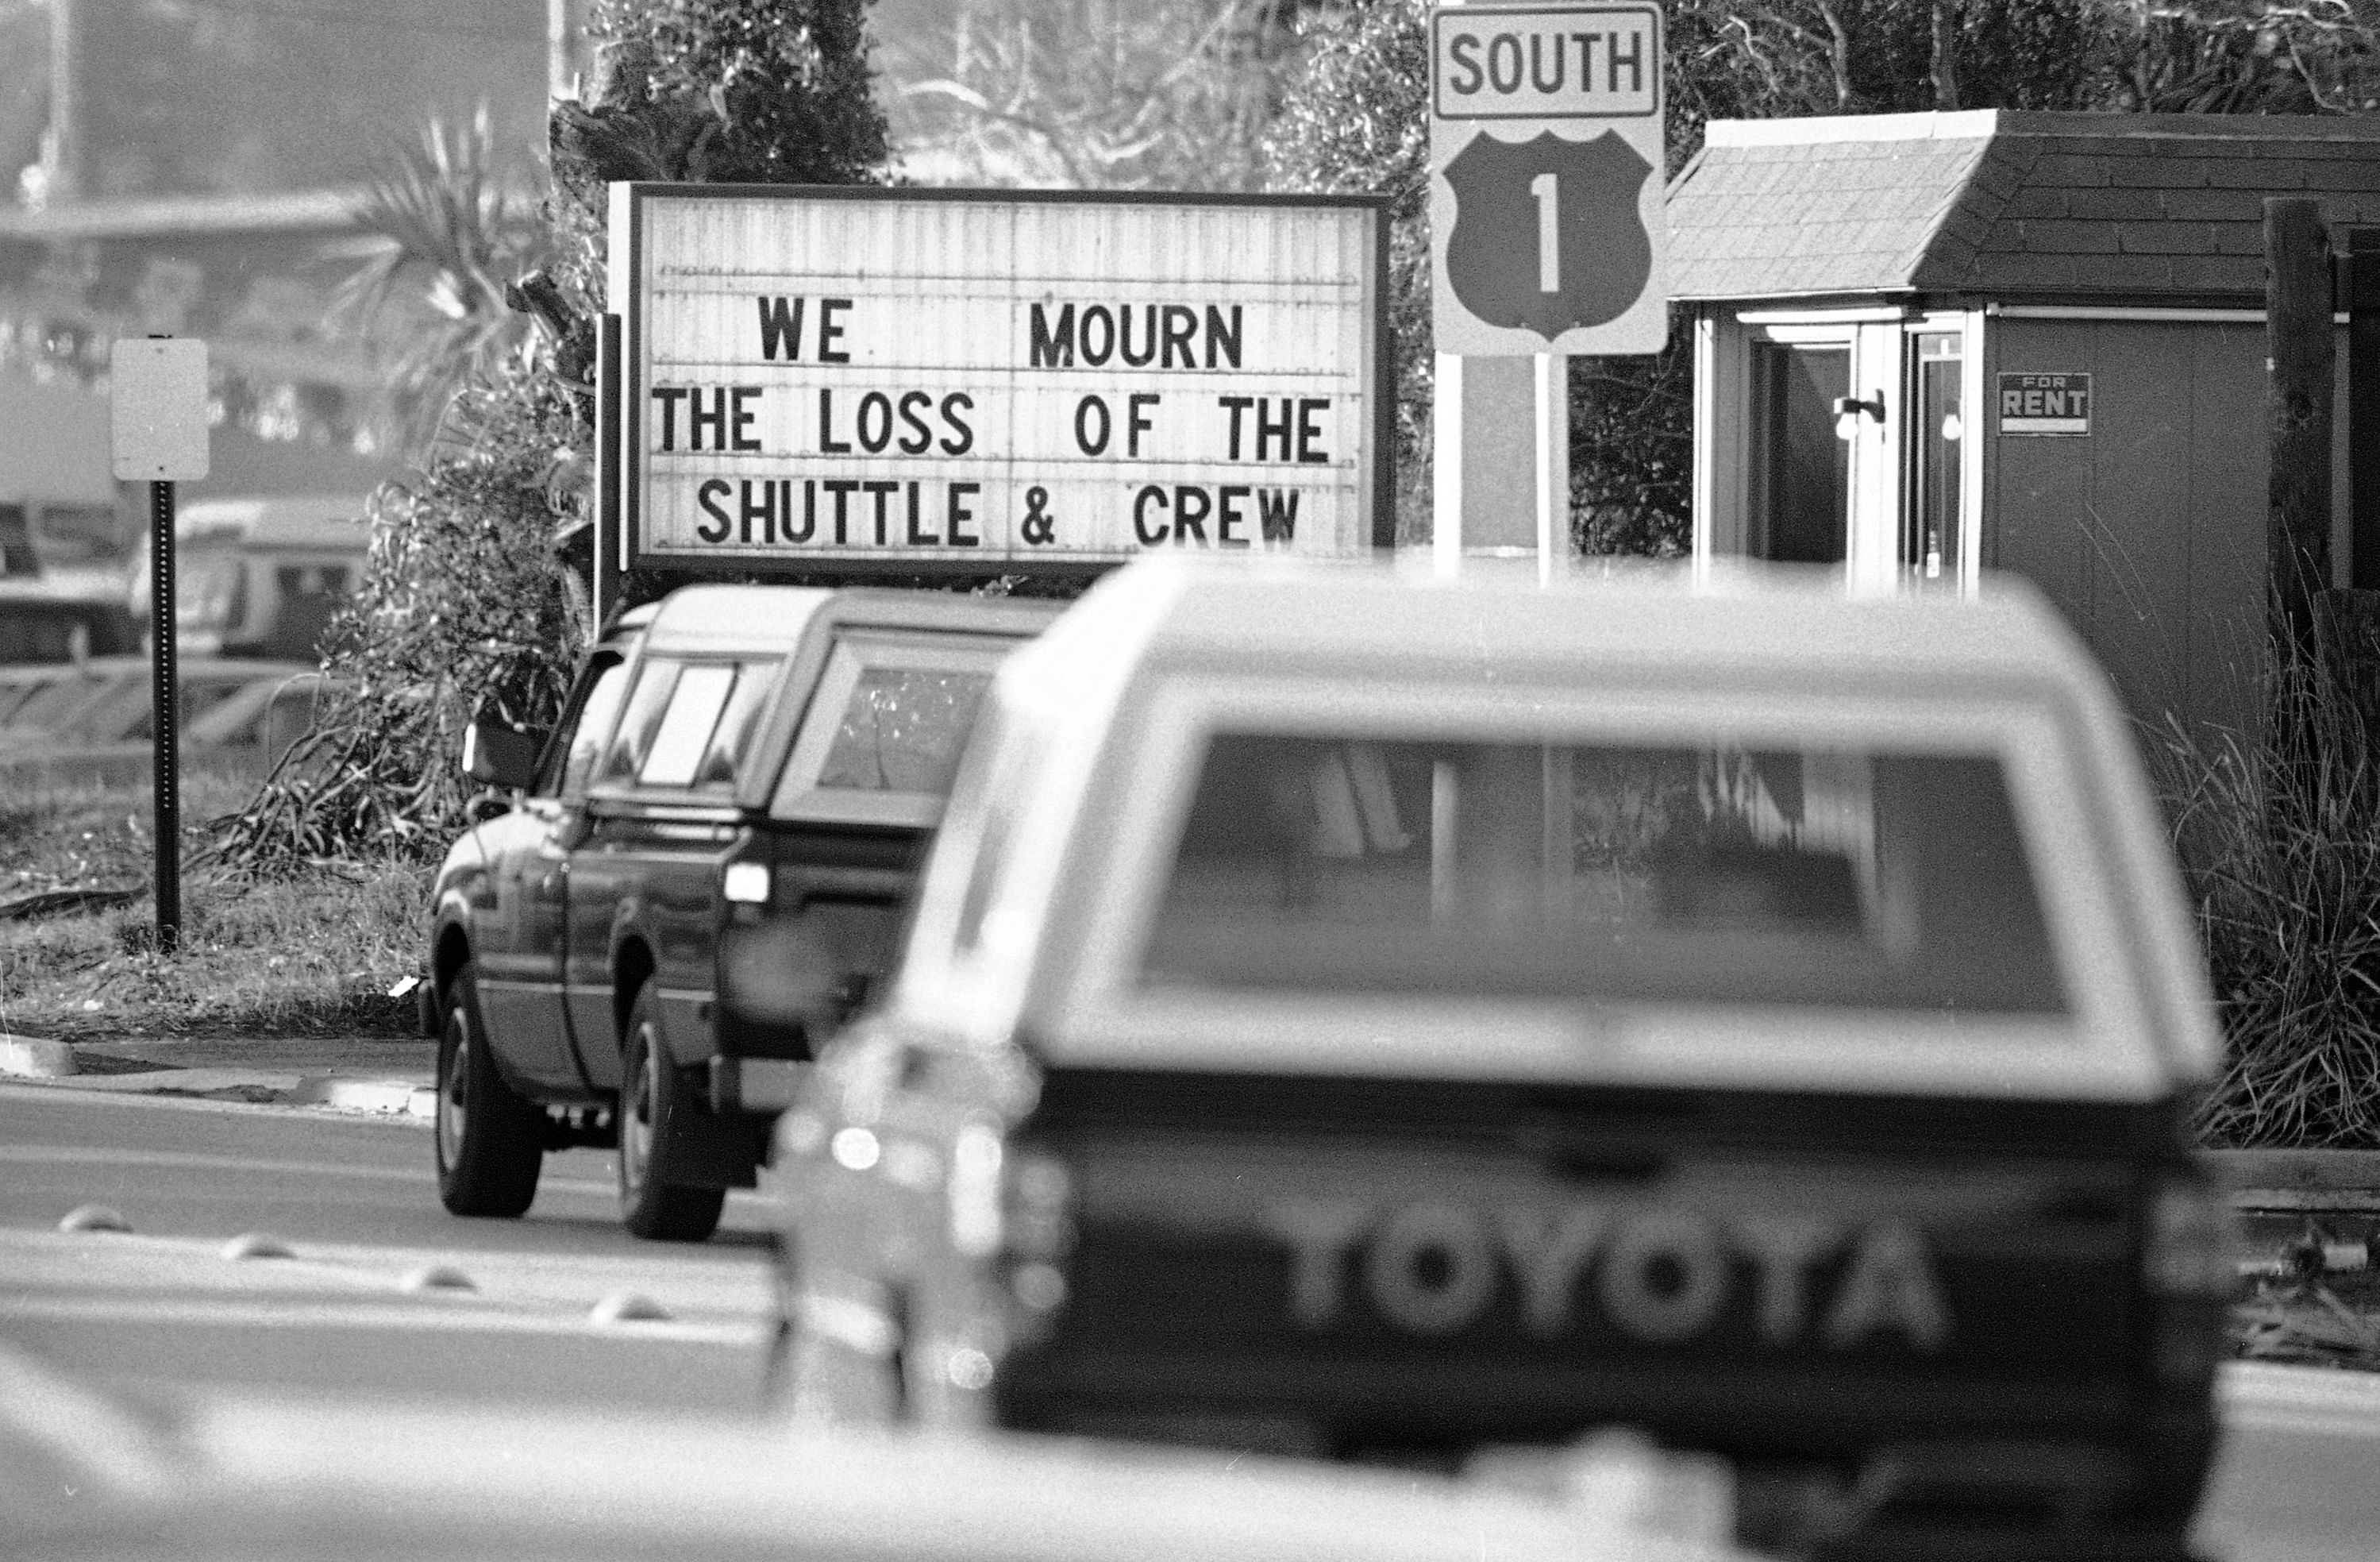 SOUTH
1
WE MOURN
THE LOSS OF THE
SHUTTLE & CREW
FOR
RENT
TOYOTA